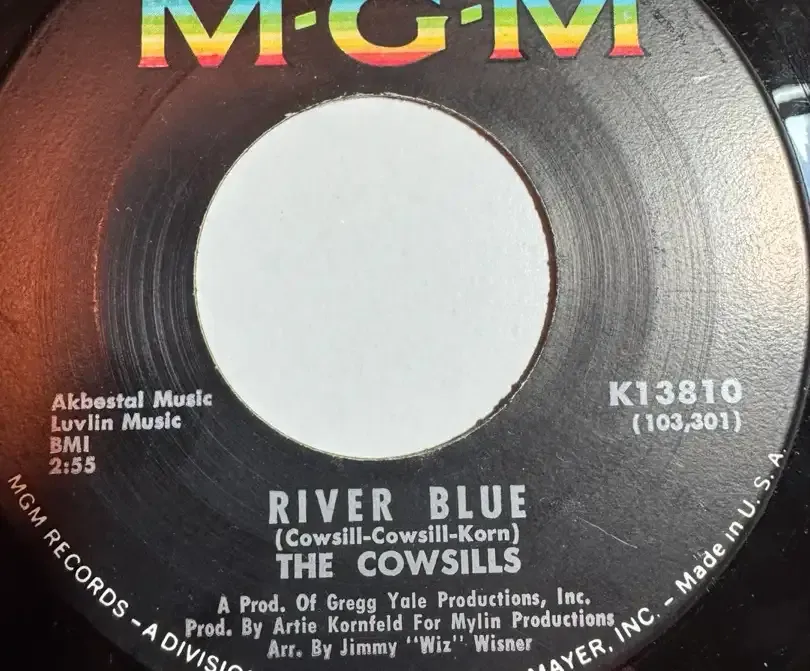 M-G-M
Akbestal Music
Luvlin Music
BMI
2:55
K13810
(103,301)
RIVER BLUE
(Cowsill-Cowsill-Korn)
THE COWSILLS
A Prod. Of Gregg Yale Productions, Inc.
Prod. By Artie Kornfeld For Mylin Productions
Arr. By Jimmy "Wiz" Wisner
MGM RECORDS – A DIVISIO
MAYER, INC. – Made in U. S. A.